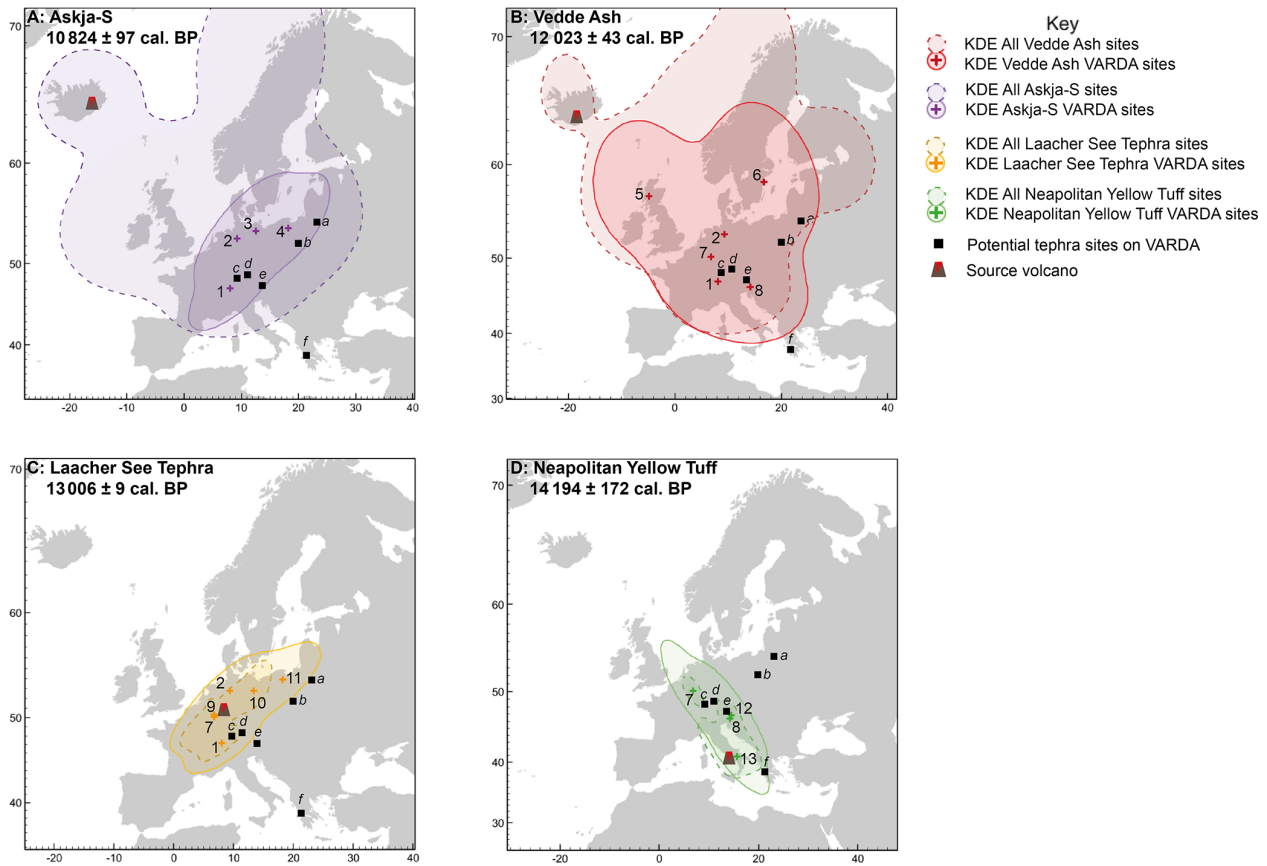 A: Askja-S
10 824 ± 97 cal. BP
70
60
50
40
-20
-10
0
10
20
30
40
1
2
3
4
a
b
c
d
e
f
B: Vedde Ash
12 023 ± 43 cal. BP
70
60
50
40
30
-20
0
20
40
5
6
2
7
1
8
a
b
c
d
e
f
Key
KDE All Vedde Ash sites
KDE Vedde Ash VARDA sites
KDE All Askja-S sites
KDE Askja-S VARDA sites
KDE All Laacher See Tephra sites
KDE Laacher See Tephra VARDA sites
KDE All Neapolitan Yellow Tuff sites
KDE Neapolitan Yellow Tuff VARDA sites
Potential tephra sites on VARDA
Source volcano
C: Laacher See Tephra
13 006 ± 9 cal. BP
70
60
50
40
-20
0
10
20
30
40
2
9
7
1
10
11
a
b
c
d
e
f
D: Neapolitan Yellow Tuff
14 194 ± 172 cal. BP
70
60
50
40
30
-20
0
20
40
7
12
8
13
a
b
c
d
e
f